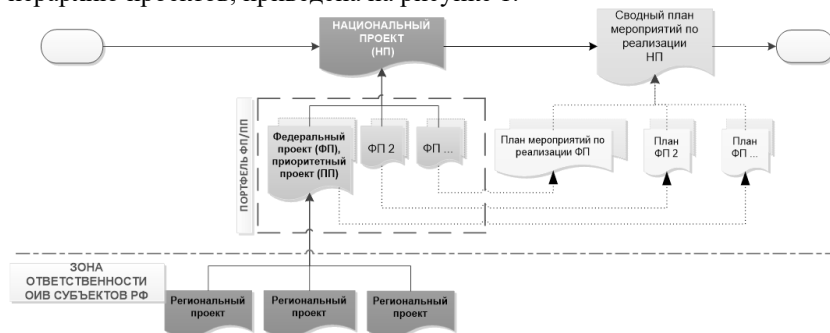 иерархию проектов, приведена на рисунке 1.
НАЦИОНАЛЬНЫЙ
ПРОЕКТ
(НП)
Сводный план
мероприятий по
реализации
НП
ПОРТФЕЛЬ ФП/ПП
Федеральный
проект (ФП),
приоритетный
проект (ПП)
ФП 2
ФП ...
План мероприятий по
реализации ФП
План
ФП 2
План
ФП ...
ЗОНА
ОТВЕТСТВЕННОСТИ
ОИВ СУБЪЕКТОВ РФ
Региональный
проект
Региональный
проект
Региональный
проект